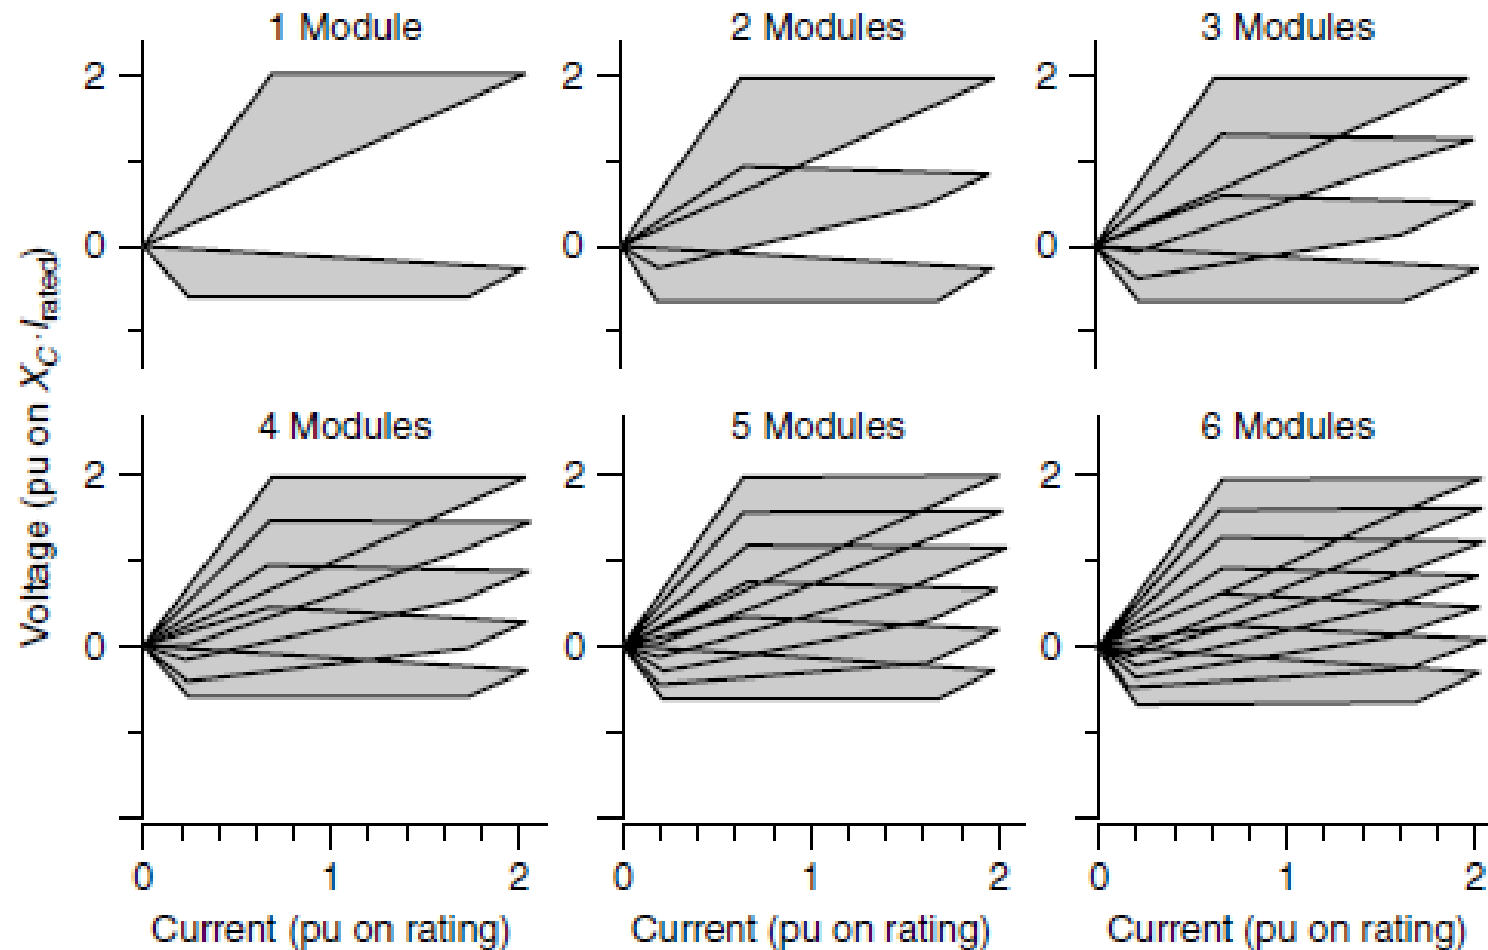 1 Module
2 Modules
3 Modules
2
0
2
0
2
0
Voltage (pu on X_C · I_rated)
4 Modules
5 Modules
6 Modules
2
0
2
0
2
0
0 1 2
0 1 2
0 1 2
Current (pu on rating)
Current (pu on rating)
Current (pu on rating)